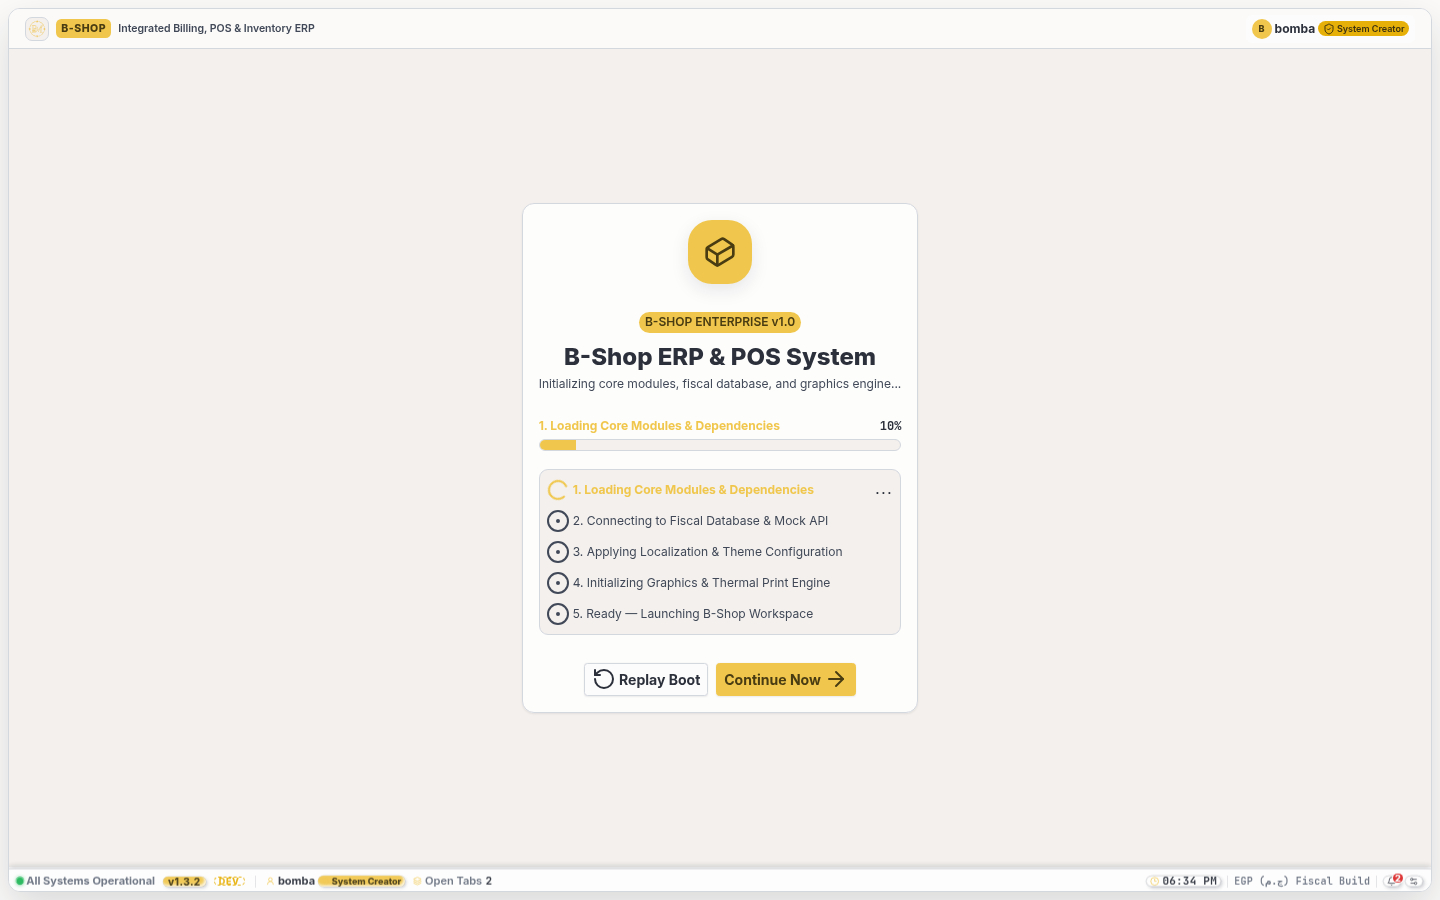 B-SHOP Integrated Billing, POS & Inventory ERP
B bomba System Creator
B-SHOP ENTERPRISE v1.0
B-Shop ERP & POS System
Initializing core modules, fiscal database, and graphics engine...
1. Loading Core Modules & Dependencies 10%
1. Loading Core Modules & Dependencies ...
2. Connecting to Fiscal Database & Mock API
3. Applying Localization & Theme Configuration
4. Initializing Graphics & Thermal Print Engine
5. Ready — Launching B-Shop Workspace
Replay Boot Continue Now
All Systems Operational v1.3.2 DEV bomba System Creator Open Tabs 2 06:34 PM EGP (ج.م) Fiscal Build 2